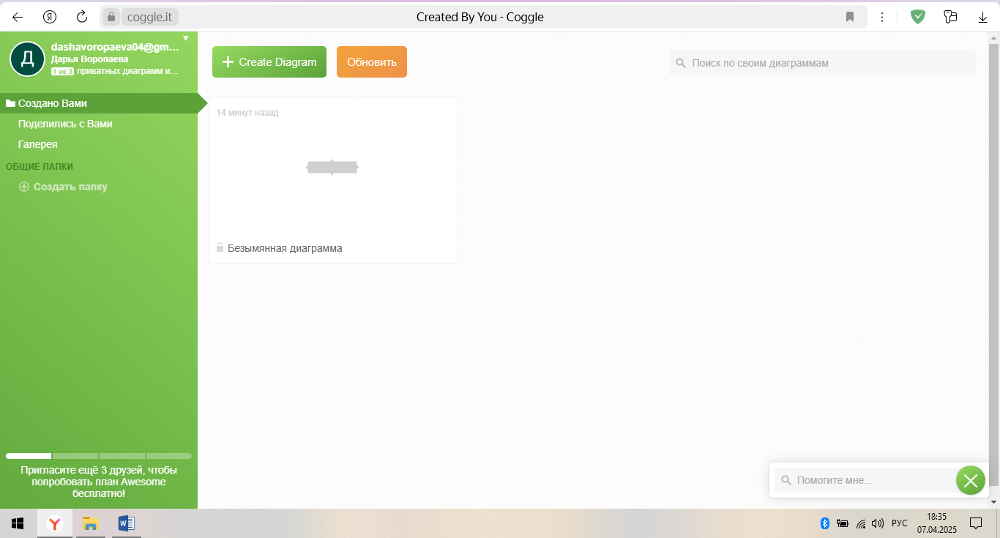 coggle.it
Created By You - Coggle
Д
dashavoropaeva04@gm...
Дарья Воропаева
1 из 3 приватных диаграмм и...
Создано Вами
Поделились с Вами
Галерея
ОБЩИЕ ПАПКИ
Создать папку
Пригласите ещё 3 друзей, чтобы
попробовать план Awesome
бесплатно!
Create Diagram
Обновить
Поиск по своим диаграммам
14 минут назад
Безымянная диаграмма
Помогите мне...
РУС
18:35
07.04.2025